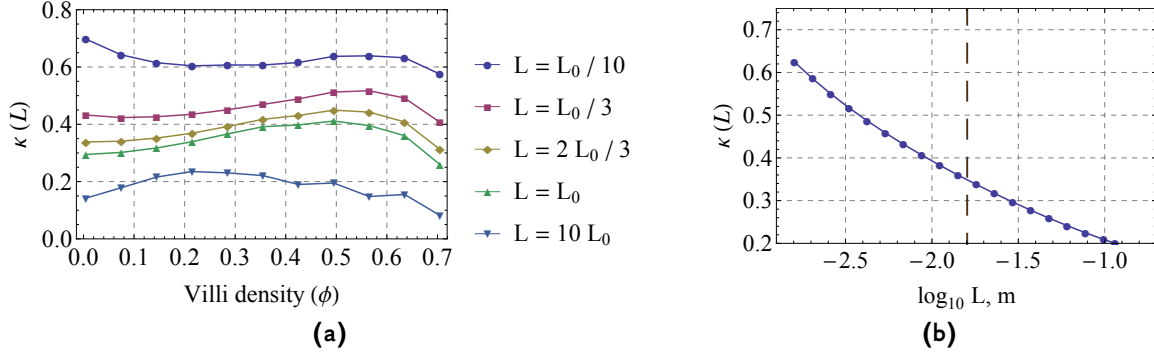 0.8
0.6
0.4
0.2
0.0
κ (L)
0.0 0.1 0.2 0.3 0.4 0.5 0.6 0.7
Villi density (ϕ)
L = L₀ / 10
L = L₀ / 3
L = 2 L₀ / 3
L = L₀
L = 10 L₀
(a)
0.7
0.6
0.5
0.4
0.3
0.2
κ (L)
−2.5 −2.0 −1.5 −1.0
log₁₀ L, m
(b)